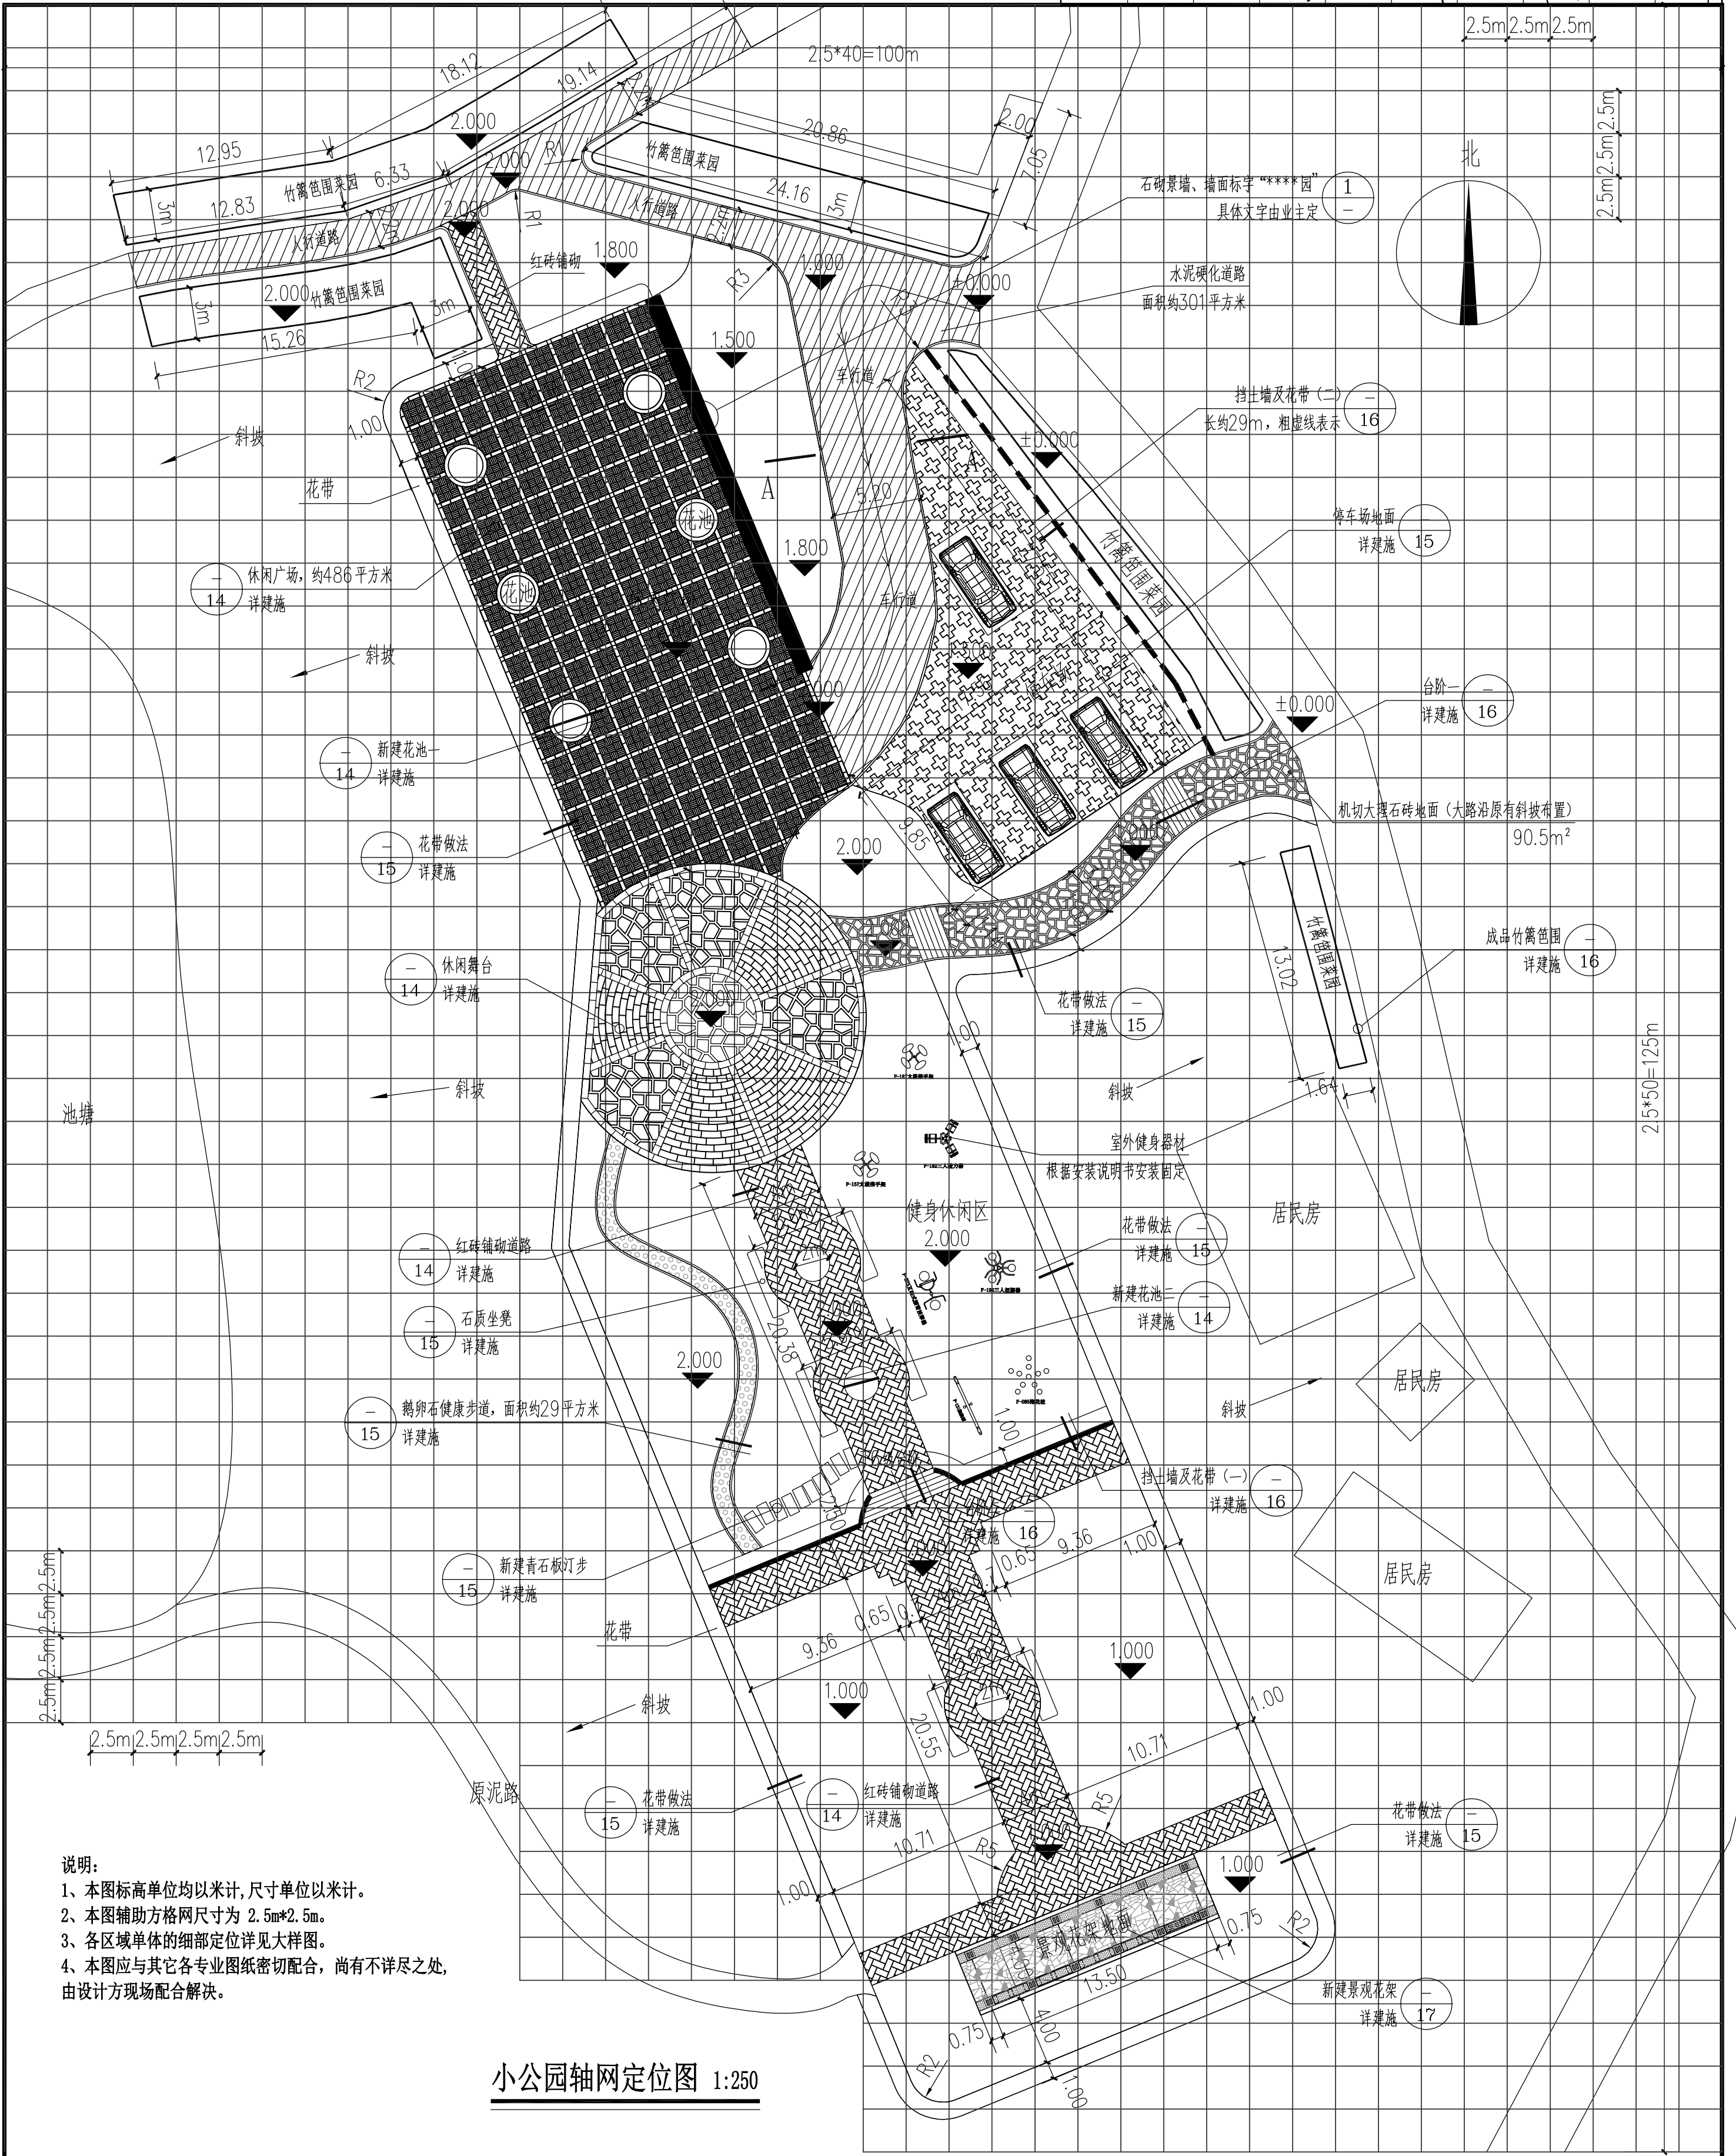 2.5m 2.5m 2.5m
2.5*40=100m
18.12
19.14
12.95
2.000
20.86
2.00
7.05
2.5m 2.5m 2.5m
北
竹篱笆围菜园
6.33
2.000
R1
竹篱笆围菜园
24.16
3m
石砌景墙、墙面标字“****园”
具体文字由业主定
1
—
3m
12.83
2.000
人行道路
R1
人行道路
红砖铺砌
1.800
R3
1.000
±0.000
水泥硬化道路
面积约301平方米
3m
2.000
竹篱笆围菜园
3m
15.26
1.500
R2
1.00
车行道
挡土墙及花带（二）
长约29m，粗虚线表示
—
16
斜坡
±0.000
花带
A
A
5.20
花池
停车场地面
详建施
—
15
竹篱笆围菜园
1.800
休闲广场，约486平方米
详建施
—
14
花池
车行道
斜坡
台阶一
详建施
—
16
±0.000
新建花池一
详建施
—
14
机切大理石砖地面（大路沿原有斜坡布置）
90.5m²
花带做法
详建施
—
15
9.85
2.000
竹篱笆围菜园
13.02
成品竹篱笆围
详建施
—
16
休闲舞台
详建施
—
14
2.000
花带做法
详建施
—
15
2.5*50=125m
斜坡
斜坡
1.64
池塘
室外健身器材
根据安装说明书安装固定
健身休闲区
2.000
居民房
花带做法
详建施
—
15
红砖铺砌道路
详建施
—
14
2m
新建花池二
详建施
—
14
石质坐凳
详建施
—
15
20.38
2.000
居民房
斜坡
鹅卵石健康步道，面积约29平方米
详建施
—
15
1.00
挡土墙及花带（一）
详建施
—
16
详建施
16
0.65
9.36
1.00
居民房
新建青石板汀步
详建施
—
15
花带
9.36
0.65
1.000
2.5m 2.5m 2.5m 2.5m
斜坡
1.000
2m
1.00
20.55
10.71
2.5m 2.5m 2.5m 2.5m
原泥路
花带做法
详建施
—
15
红砖铺砌道路
详建施
—
14
R5
花带做法
详建施
—
15
10.71
R5
1.000
1.00
景观花架地面
0.75
R2
13.50
新建景观花架
详建施
—
17
0.75
4.00
R2
1.00
说明：
1、本图标高单位均以米计,尺寸单位以米计。
2、本图辅助方格网尺寸为 2.5m*2.5m。
3、各区域单体的细部定位详见大样图。
4、本图应与其它各专业图纸密切配合，尚有不详尽之处,
由设计方现场配合解决。
小公园轴网定位图 1:250